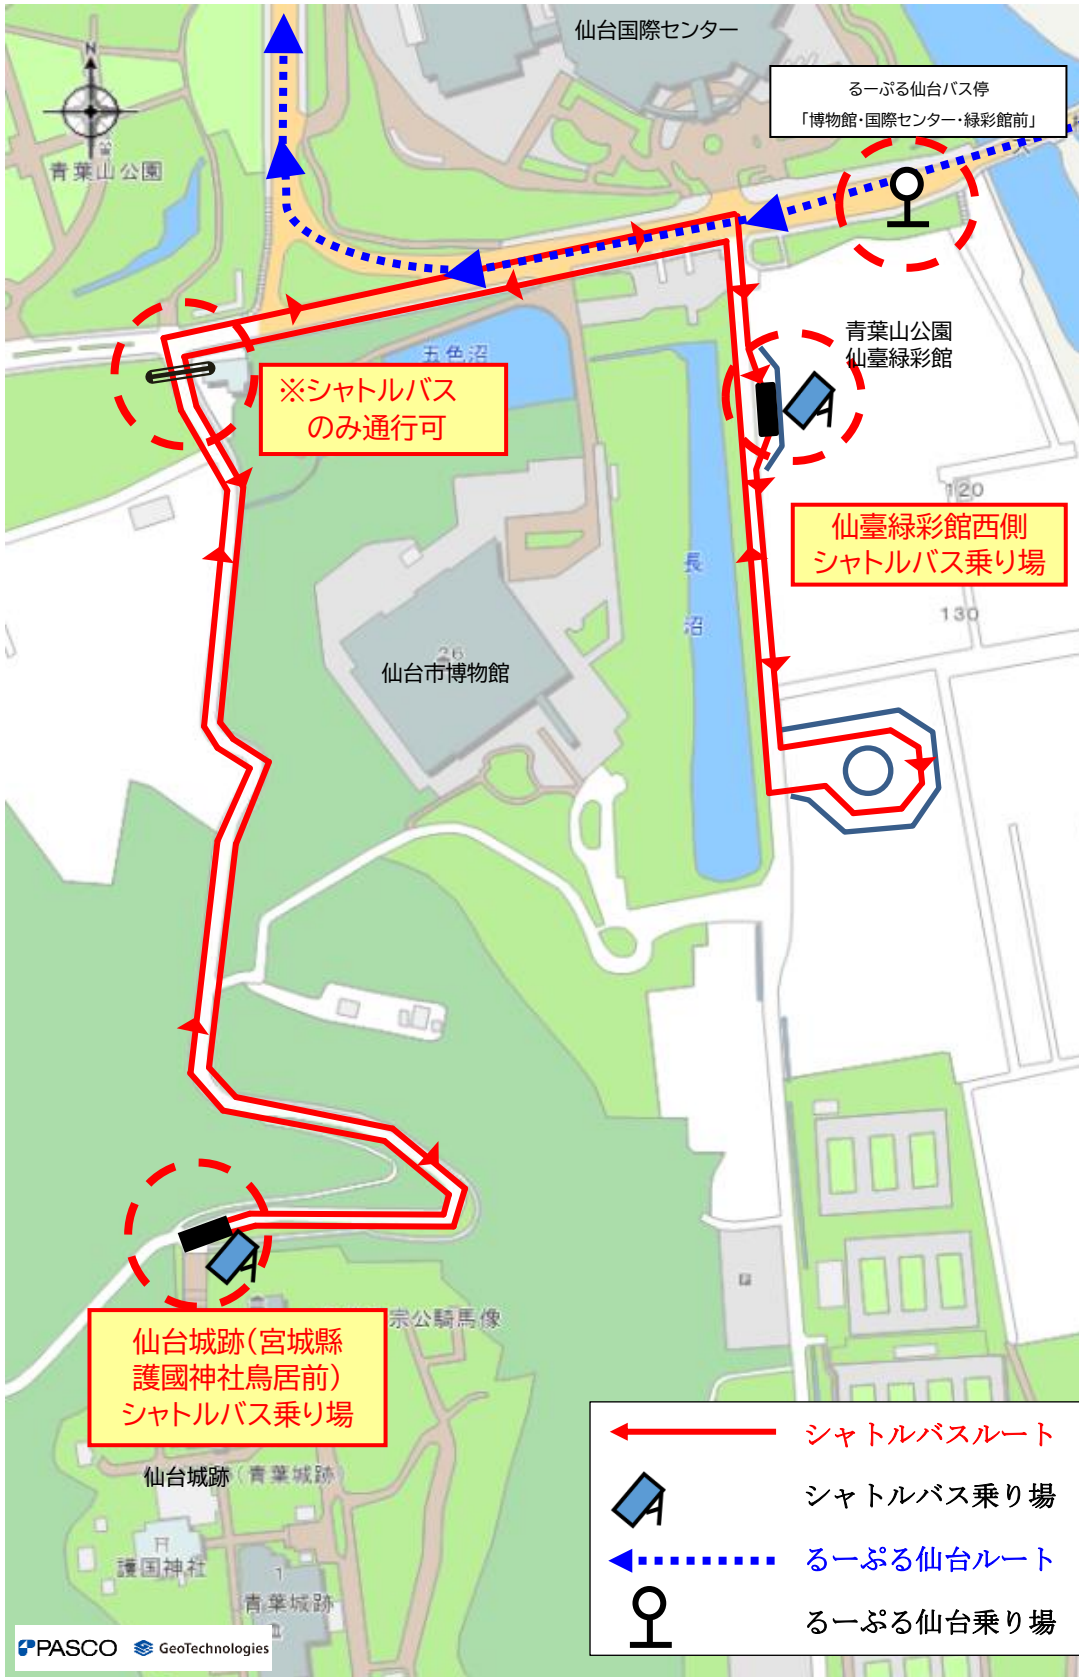 仙台国際センター
るーぷる仙台バス停
「博物館・国際センター・緑彩館前」
N
青葉山公園
青葉山公園
仙臺緑彩館
五色沼
※シャトルバス
のみ通行可
120
仙臺緑彩館西側
シャトルバス乗り場
長
沼
130
26
仙台市博物館
宗公騎馬像
仙台城跡(宮城縣
護國神社鳥居前)
シャトルバス乗り場
仙台城跡(青葉城跡)
護国神社
1
青葉城跡
シャトルバスルート
シャトルバス乗り場
るーぷる仙台ルート
るーぷる仙台乗り場
PASCO GeoTechnologies